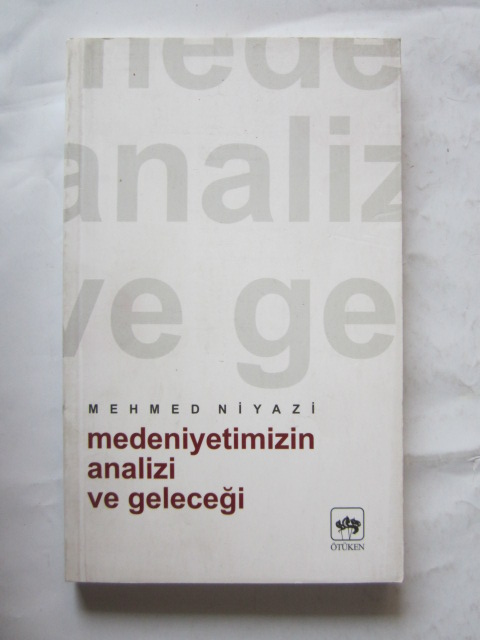 mede
analiz
ve ge
MEHMED NİYAZİ
medeniyetimizin
analizi
ve geleceği
ÖTÜKEN